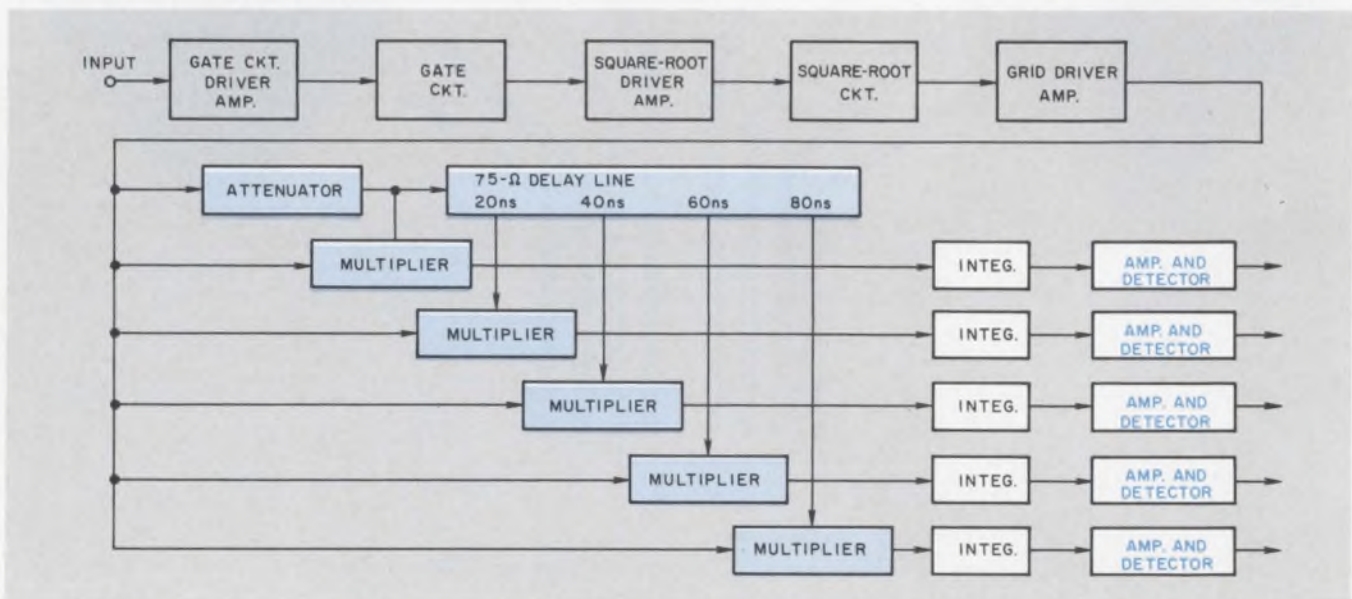 INPUT
GATE CKT.
DRIVER
AMP.
GATE
CKT.
SQUARE-ROOT
DRIVER
AMP.
SQUARE-ROOT
CKT.
GRID DRIVER
AMP.
ATTENUATOR
75-Ω DELAY LINE
20ns 40ns 60ns 80ns
MULTIPLIER
INTEG.
AMP. AND
DETECTOR
MULTIPLIER
INTEG.
AMP. AND
DETECTOR
MULTIPLIER
INTEG.
AMP. AND
DETECTOR
MULTIPLIER
INTEG.
AMP. AND
DETECTOR
MULTIPLIER
INTEG.
AMP. AND
DETECTOR